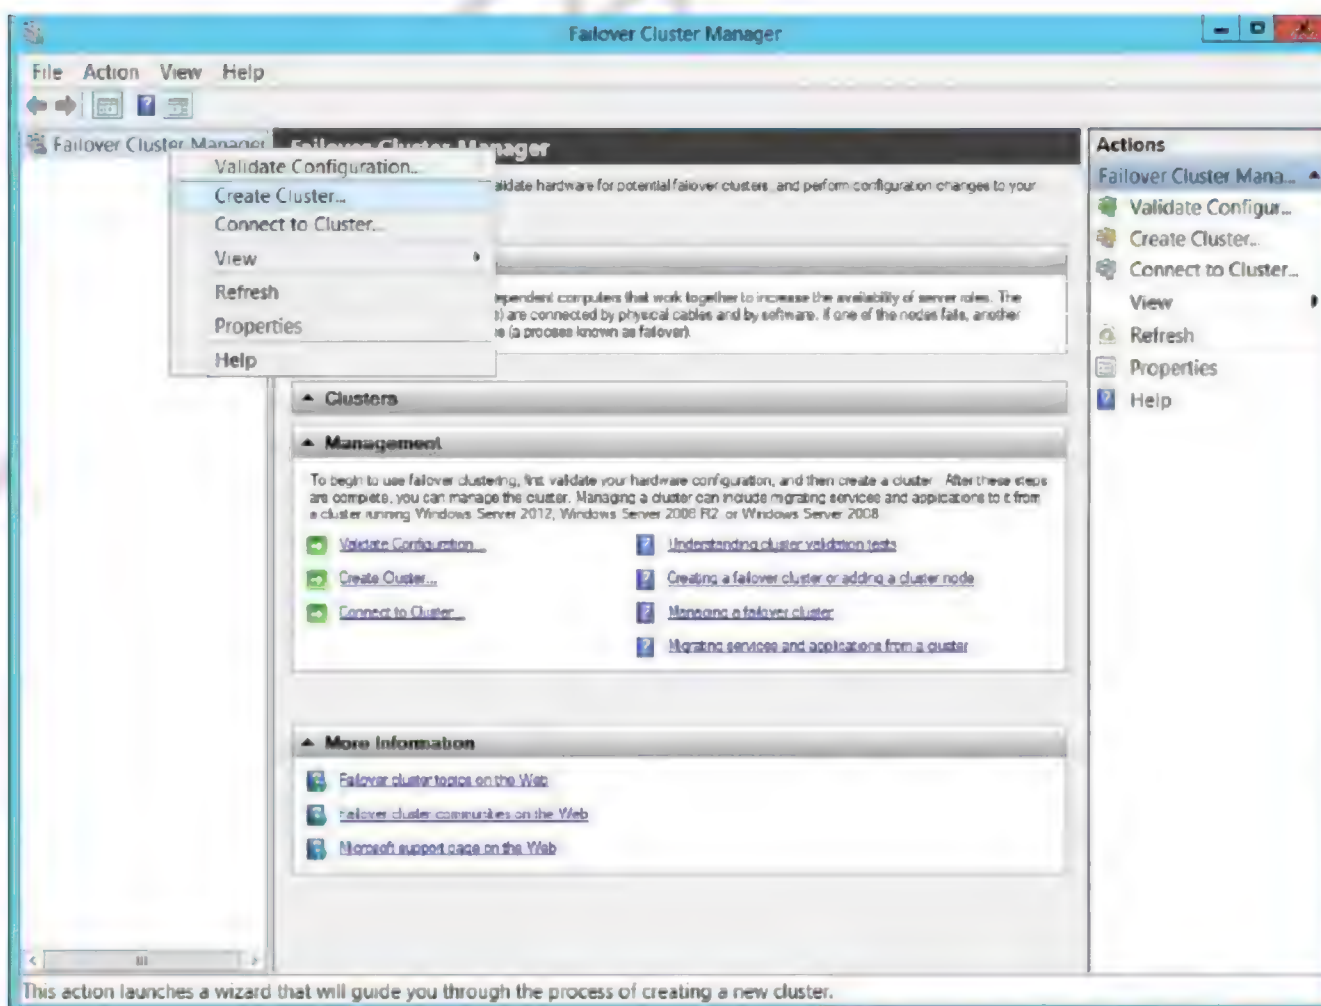 Failover Cluster Manager
File Action View Help
Failover Cluster Manager
Failover Cluster Manager
Validate Configuration...
Create Cluster...
Connect to Cluster...
View
Refresh
Properties
Help
validate hardware for potential failover clusters, and perform configuration changes to your
computers that work together to increase the availability of server roles. The
are connected by physical cables and by software. If one of the nodes fails, another
(a process known as failover).
Clusters
Management
To begin to use failover clustering, first validate your hardware configuration, and then create a cluster. After these steps
are complete, you can manage the cluster. Managing a cluster can include migrating services and applications to it from
a cluster running Windows Server 2012, Windows Server 2008 R2, or Windows Server 2008
Validate Configuration...
Understanding cluster validation tests
Create Cluster...
Creating a failover cluster or adding a cluster node
Connect to Cluster...
Managing a failover cluster
Migrating services and applications from a cluster
More Information
Failover cluster topics on the Web
Failover cluster communities on the Web
Microsoft support page on the Web
Actions
Failover Cluster Mana...
Validate Configur...
Create Cluster...
Connect to Cluster...
View
Refresh
Properties
Help
This action launches a wizard that will guide you through the process of creating a new cluster.